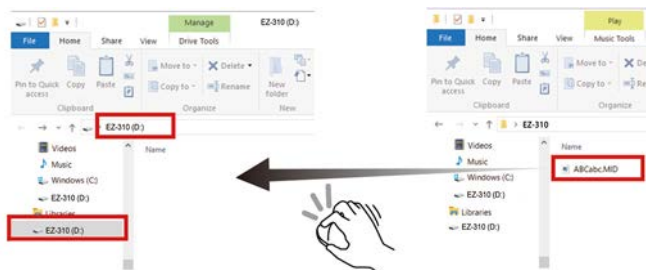 Manage
EZ-310 (D:)
File Home Share View Drive Tools
Pin to Quick access
Copy
Paste
Move to
Copy to
Delete
Rename
New folder
Clipboard
Organize
New
EZ-310 (D:)
Videos
Music
Windows (C:)
EZ-310 (D:)
Libraries
EZ-310 (D:)
Name
Play
File Home Share View Music Tools
Pin to Quick access
Copy
Paste
Move to
Copy to
Clipboard
Organize
EZ-310
Videos
Music
Windows (C:)
EZ-310 (D:)
Libraries
EZ-310 (D:)
Name
ABCabc.MID